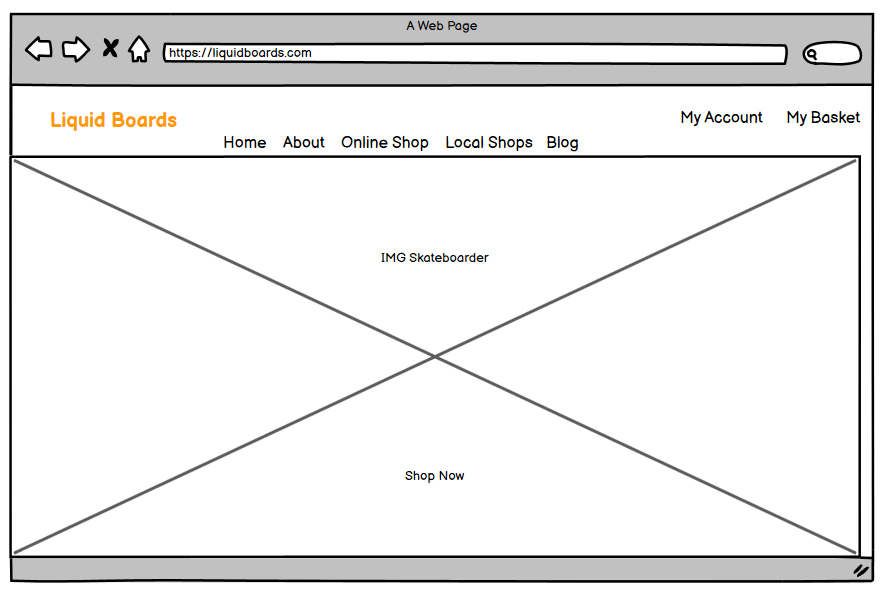 A Web Page
https://liquidboards.com
Liquid Boards
My Account My Basket
Home About Online Shop Local Shops Blog
IMG Skateboarder
Shop Now